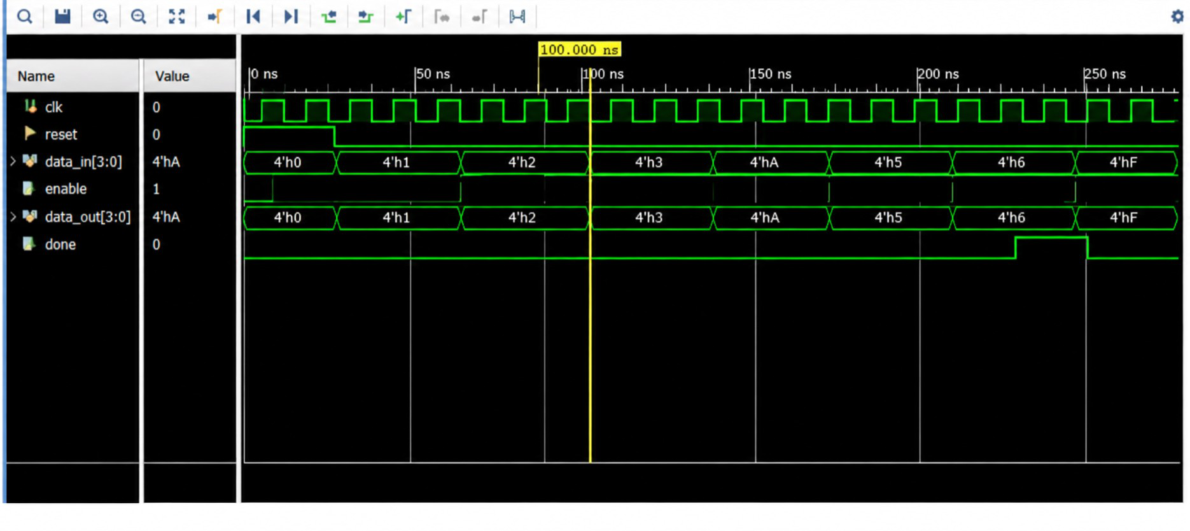 100.000 ns
Name Value 0 ns 50 ns 100 ns 150 ns 200 ns 250 ns
clk 0
reset 0
data_in[3:0] 4'hA 4'h0 4'h1 4'h2 4'h3 4'hA 4'h5 4'h6 4'hF
enable 1
data_out[3:0] 4'hA 4'h0 4'h1 4'h2 4'h3 4'hA 4'h5 4'h6 4'hF
done 0